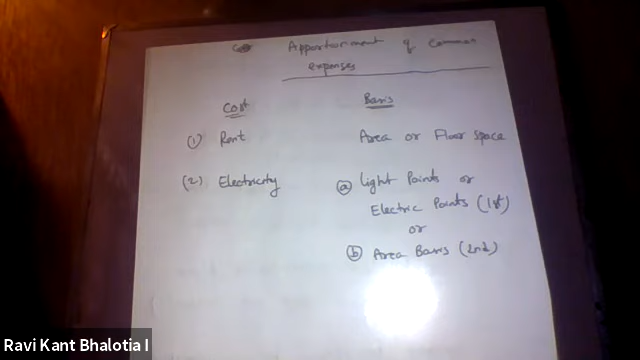 Apportionment of common
expenses
Cost Basis
(1) Rent Area or Floor space
(2) Electricity (a) Light Points or
Electric Points (1st)
or
(b) Area Basis (2nd)
Ravi Kant Bhalotia I